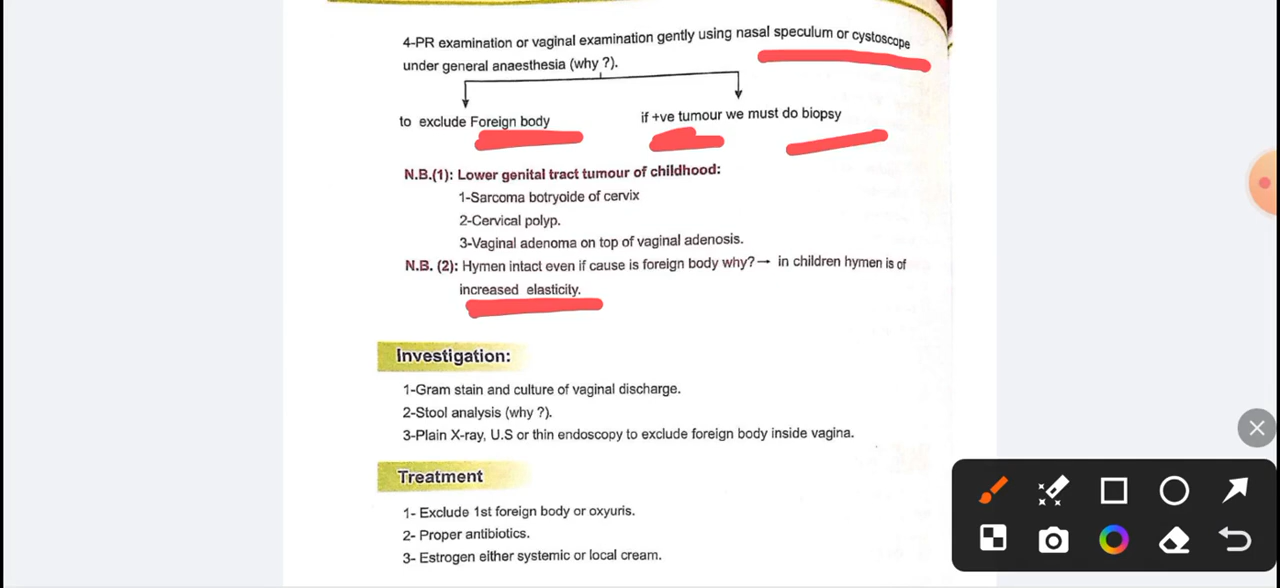 4-PR examination or vaginal examination gently using nasal speculum or cystoscope
under general anaesthesia (why ?).
to exclude Foreign body
if +ve tumour we must do biopsy
N.B.(1): Lower genital tract tumour of childhood:
1-Sarcoma botryoide of cervix
2-Cervical polyp.
3-Vaginal adenoma on top of vaginal adenosis.
N.B. (2): Hymen intact even if cause is foreign body why?→ in children hymen is of
increased elasticity.
Investigation:
1-Gram stain and culture of vaginal discharge.
2-Stool analysis (why ?).
3-Plain X-ray, U.S or thin endoscopy to exclude foreign body inside vagina.
Treatment
1- Exclude 1st foreign body or oxyuris.
2- Proper antibiotics.
3- Estrogen either systemic or local cream.